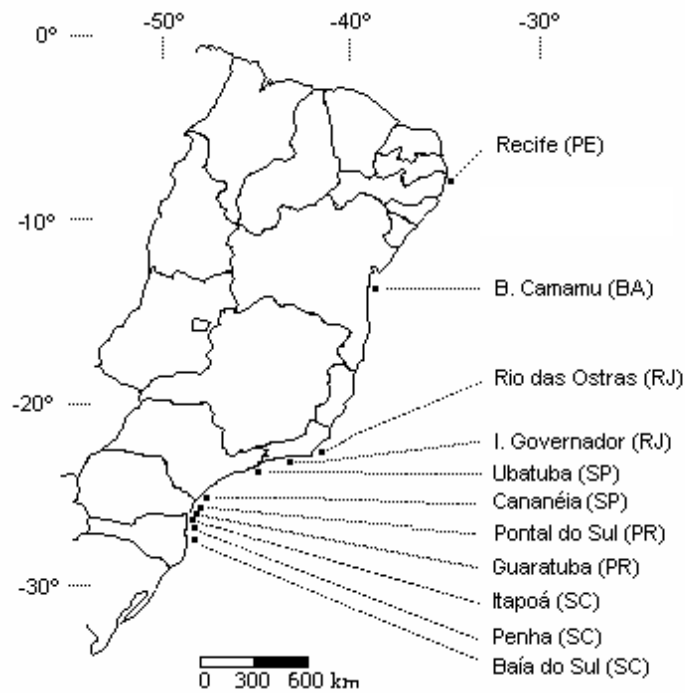 -50° -40° -30°
0°
Recife (PE)
-10°
B. Camamu (BA)
Rio das Ostras (RJ)
-20°
I. Governador (RJ)
Ubatuba (SP)
Cananéia (SP)
Pontal do Sul (PR)
Guaratuba (PR)
-30°
Itapoá (SC)
Penha (SC)
Baía do Sul (SC)
0 300 600 km